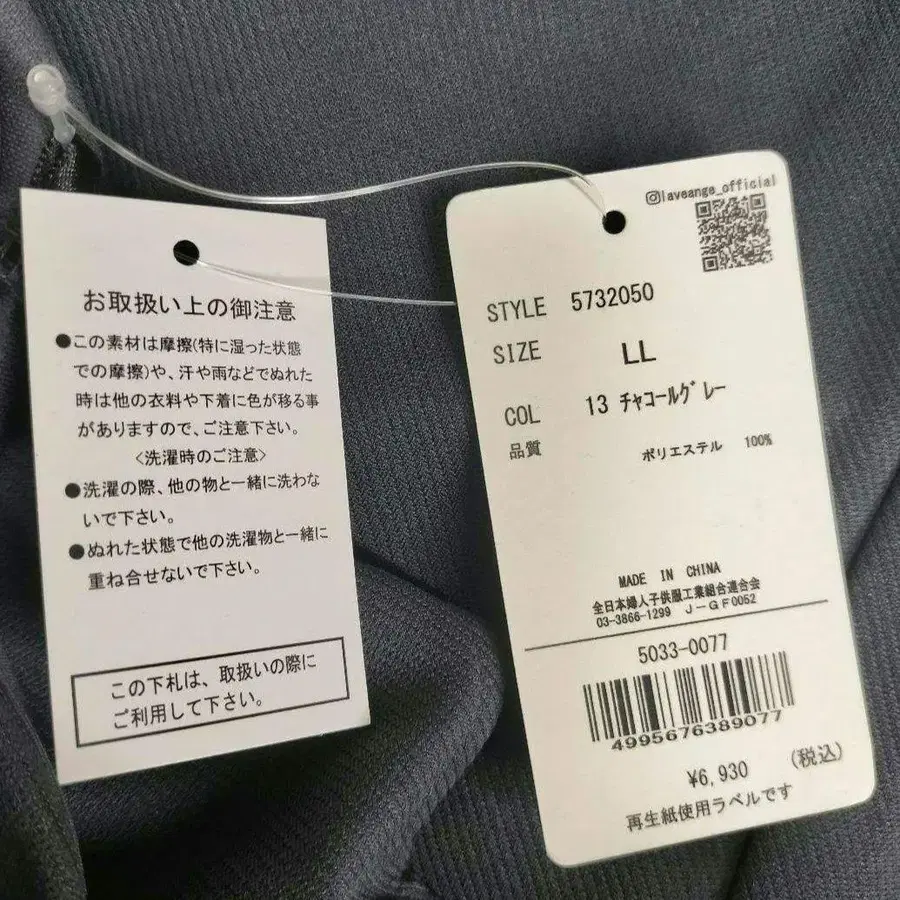 お取扱い上の御注意
●この素材は摩擦(特に湿った状態
での摩擦)や、汗や雨などでぬれた
時は他の衣料や下着に色が移る事
がありますので、ご注意下さい。
<洗濯時のご注意>
●洗濯の際、他の物と一緒に洗わな
いで下さい。
●ぬれた状態で他の洗濯物と一緒に
重ね合せないで下さい。
この下札は、取扱いの際に
ご利用して下さい。
laveange_official
STYLE 5732050
SIZE LL
COL 13 チャコールグレー
品質 ポリエステル 100%
MADE IN CHINA
全日本婦人子供服工業組合連合会
03-3866-1299 J-GF0052
5033-0077
4995676389077
¥6,930 (税込)
再生紙使用ラベルです